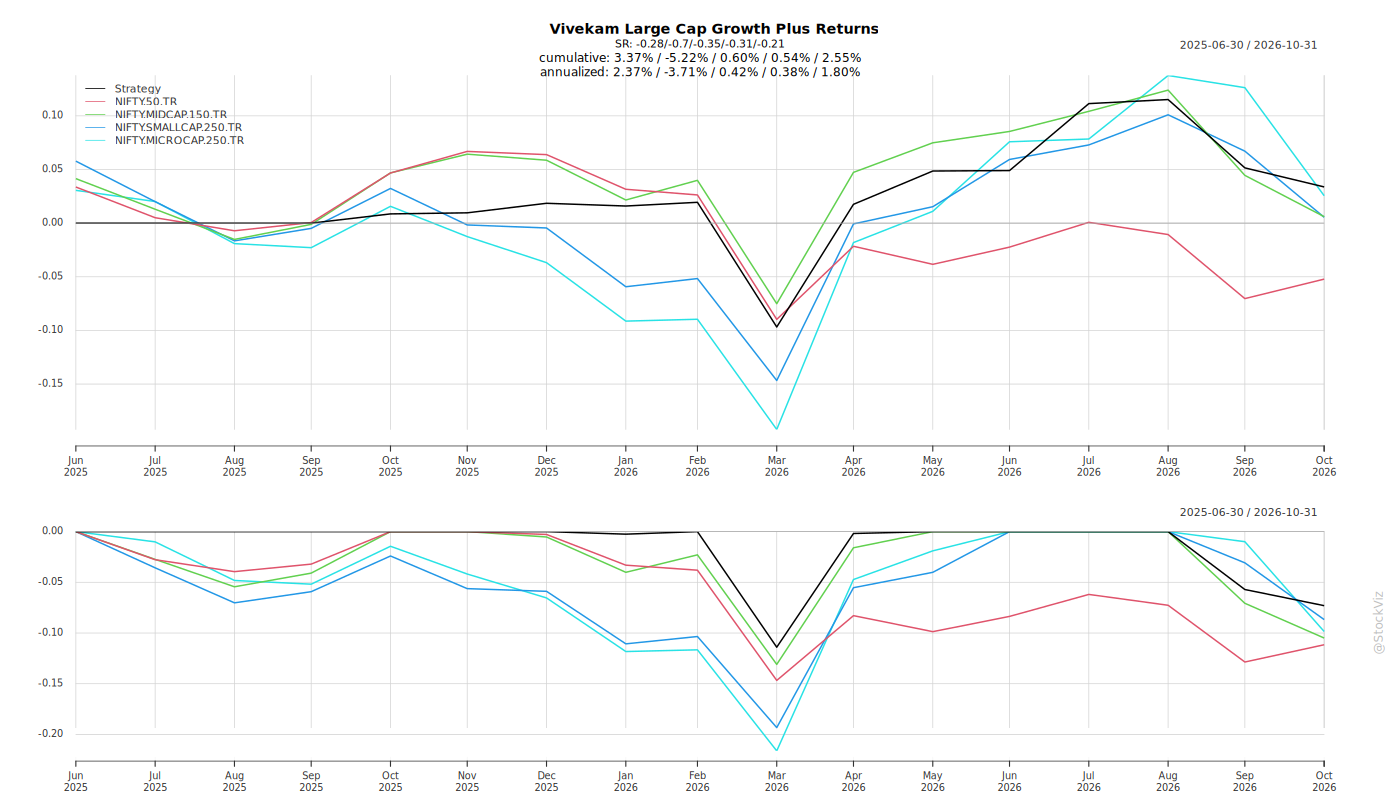 Vivekam Large Cap Growth Plus Returns
SR: -0.28/-0.7/-0.35/-0.31/-0.21
cumulative: 3.37% / -5.22% / 0.60% / 0.54% / 2.55%
annualized: 2.37% / -3.71% / 0.42% / 0.38% / 1.80%
2025-06-30 / 2026-10-31
Strategy
NIFTY.50.TR
NIFTY.MIDCAP.150.TR
NIFTY.SMALLCAP.250.TR
NIFTY.MICROCAP.250.TR
0.10
0.05
0.00
-0.05
-0.10
-0.15
Jun Jul Aug Sep Oct Nov Dec Jan Feb Mar Apr May Jun Jul Aug Sep Oct
2025 2025 2025 2025 2025 2025 2025 2026 2026 2026 2026 2026 2026 2026 2026 2026 2026
2025-06-30 / 2026-10-31
0.00
-0.05
-0.10
-0.15
-0.20
Jun Jul Aug Sep Oct Nov Dec Jan Feb Mar Apr May Jun Jul Aug Sep Oct
2025 2025 2025 2025 2025 2025 2025 2026 2026 2026 2026 2026 2026 2026 2026 2026 2026
@StockViz